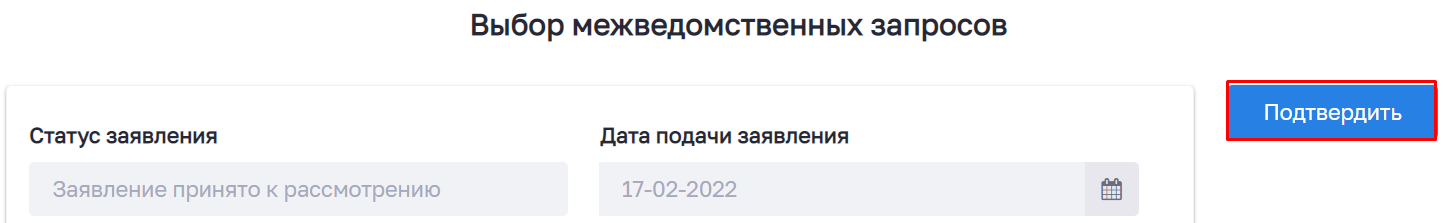 Выбор межведомственных запросов
Подтвердить
Статус заявления
Дата подачи заявления
Заявление принято к рассмотрению
17-02-2022